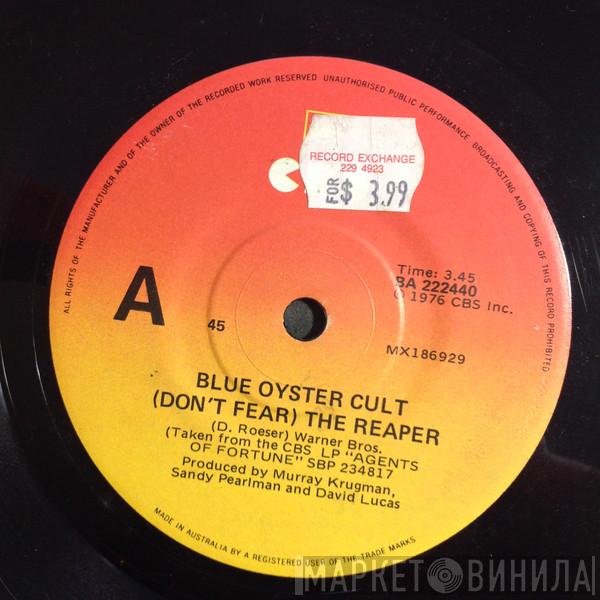 ALL RIGHTS OF THE MANUFACTURER AND OF THE OWNER OF THE RECORDED WORK RESERVED. UNAUTHORISED PUBLIC PERFORMANCE, BROADCASTING AND COPYING OF THIS RECORD PROHIBITED
RECORD EXCHANGE
229 4923
FOR $ 3.99
A
45
Time: 3.45
BA 222440
℗ 1976 CBS Inc.
MX186929
BLUE OYSTER CULT
(DON'T FEAR) THE REAPER
(D. Roeser) Warner Bros.
(Taken from the CBS LP "AGENTS
OF FORTUNE" SBP 234817
Produced by Murray Krugman,
Sandy Pearlman and David Lucas
MADE IN AUSTRALIA BY A REGISTERED USER OF THE TRADE MARKS
МАРКЕТ ВИНИЛА